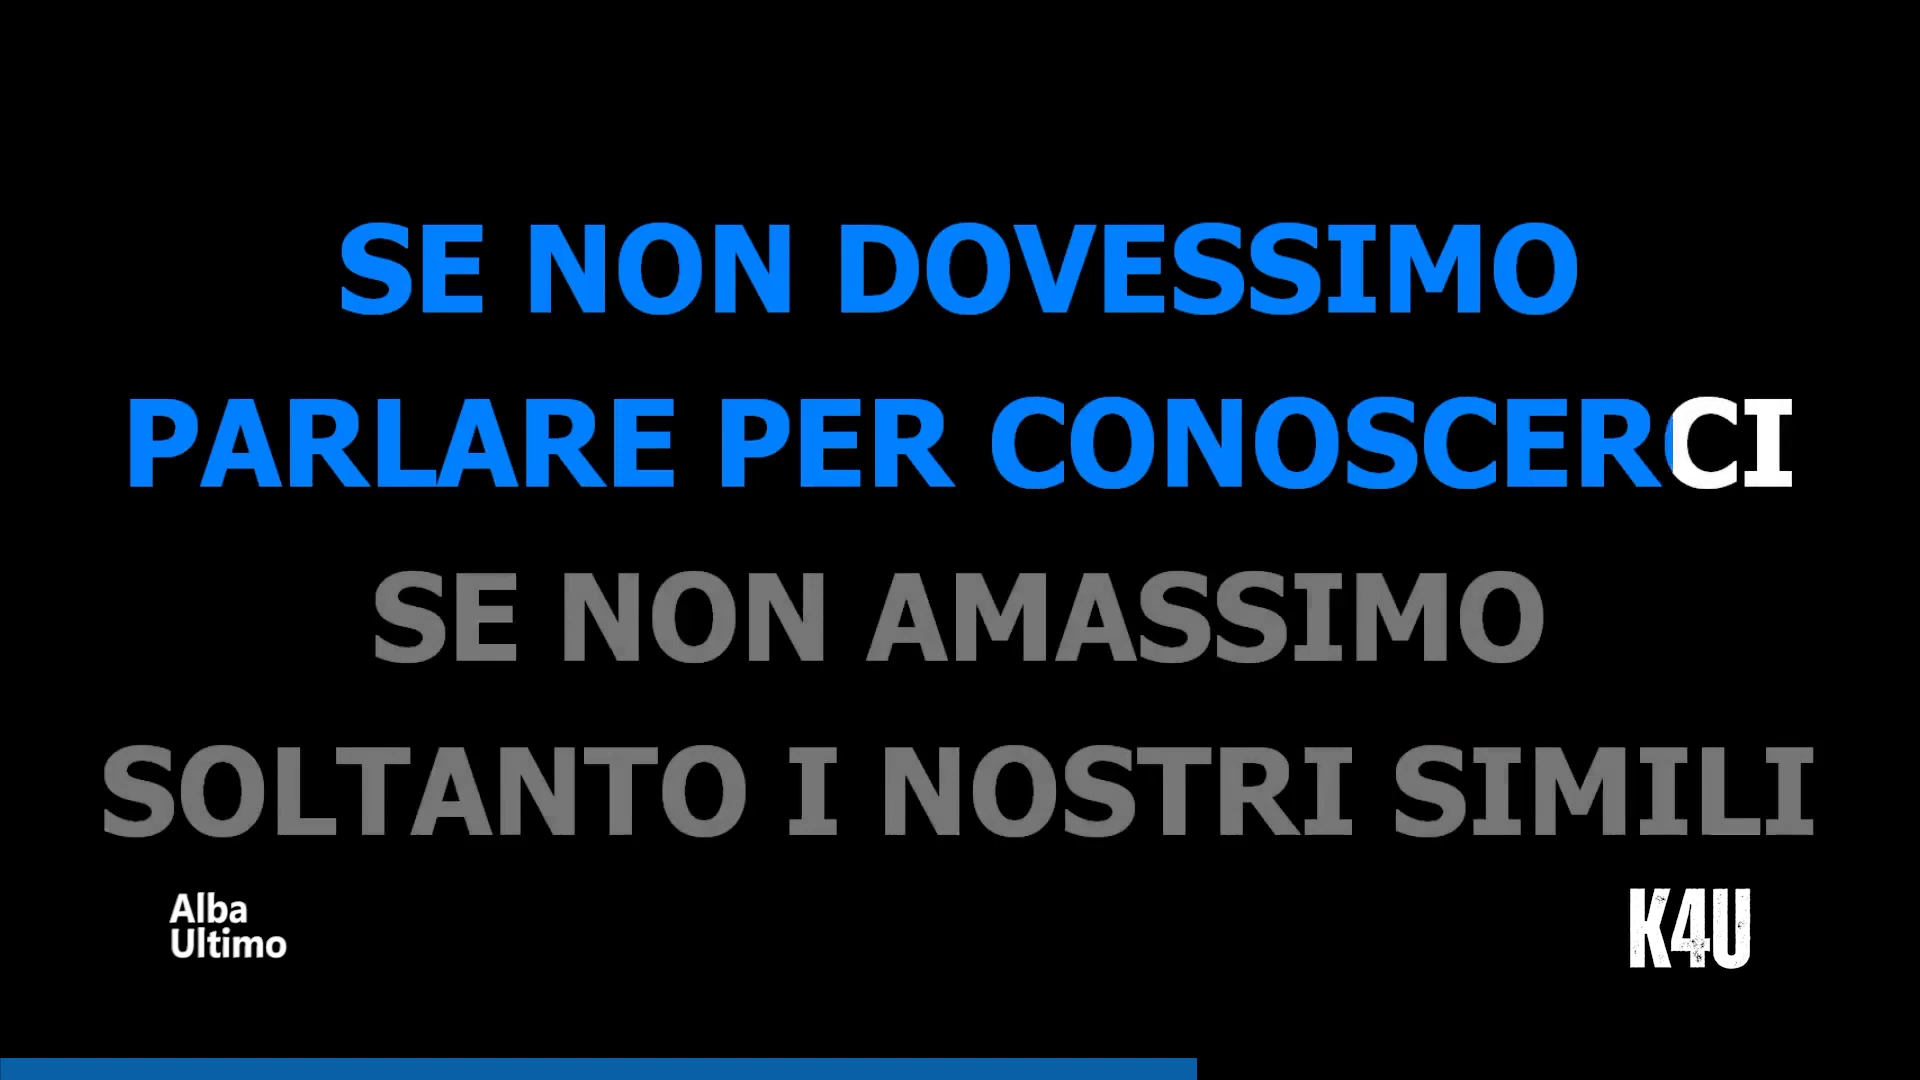 SE NON DOVESSIMO
PARLARE PER CONOSCERCI
SE NON AMASSIMO
SOLTANTO I NOSTRI SIMILI
Alba
Ultimo
K4U